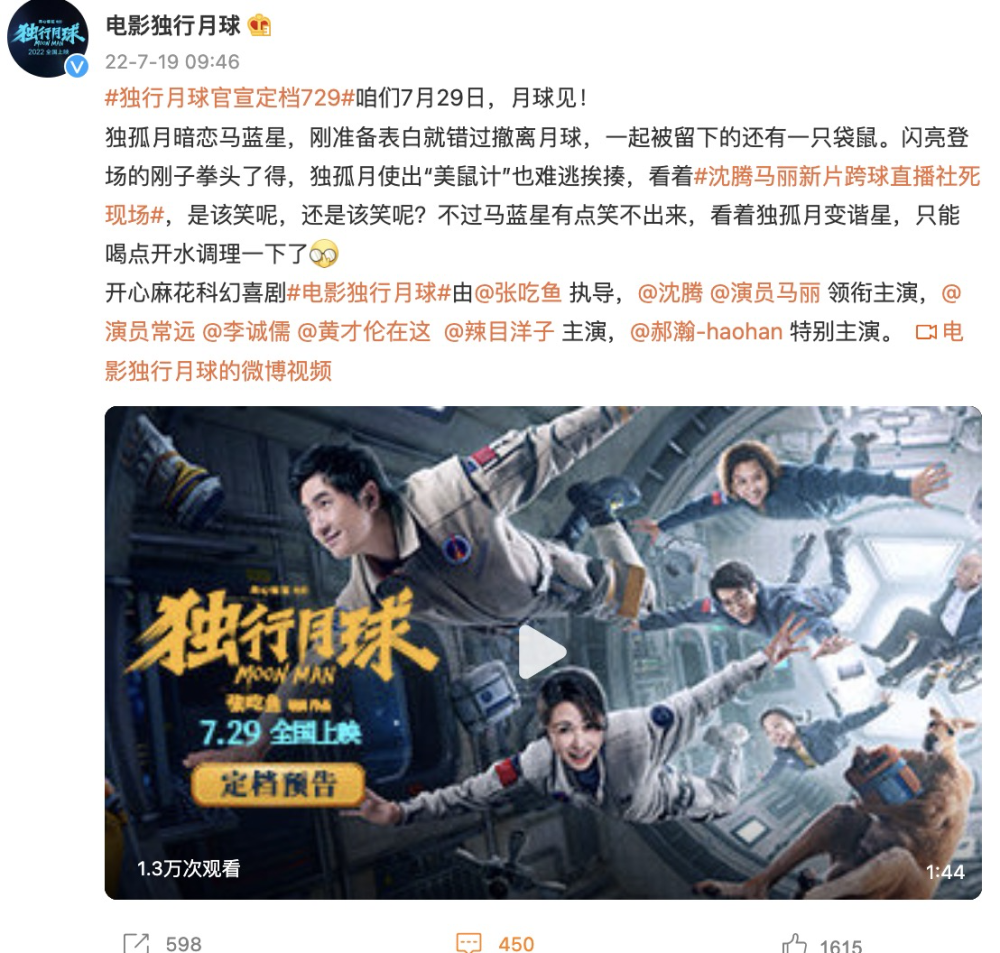 独行月球
MOON MAN
2022 全国上映
电影独行月球
22-7-19 09:46
#独行月球官宣定档729#咱们7月29日，月球见！
独孤月暗恋马蓝星，刚准备表白就错过撤离月球，一起被留下的还有一只袋鼠。闪亮登
场的刚子拳头了得，独孤月使出“美鼠计”也难逃挨揍，看着#沈腾马丽新片跨球直播社死
现场#，是该笑呢，还是该笑呢？不过马蓝星有点笑不出来，看着独孤月变谐星，只能
喝点开水调理一下了
开心麻花科幻喜剧#电影独行月球#由@张吃鱼 执导，@沈腾 @演员马丽 领衔主演，@
演员常远 @李诚儒 @黄才伦在这 @辣目洋子 主演，@郝瀚-haohan 特别主演。 电
影独行月球的微博视频
独行月球
MOON MAN
张吃鱼
7.29 全国上映
定档预告
1.3万次观看
1:44
598
450
1615